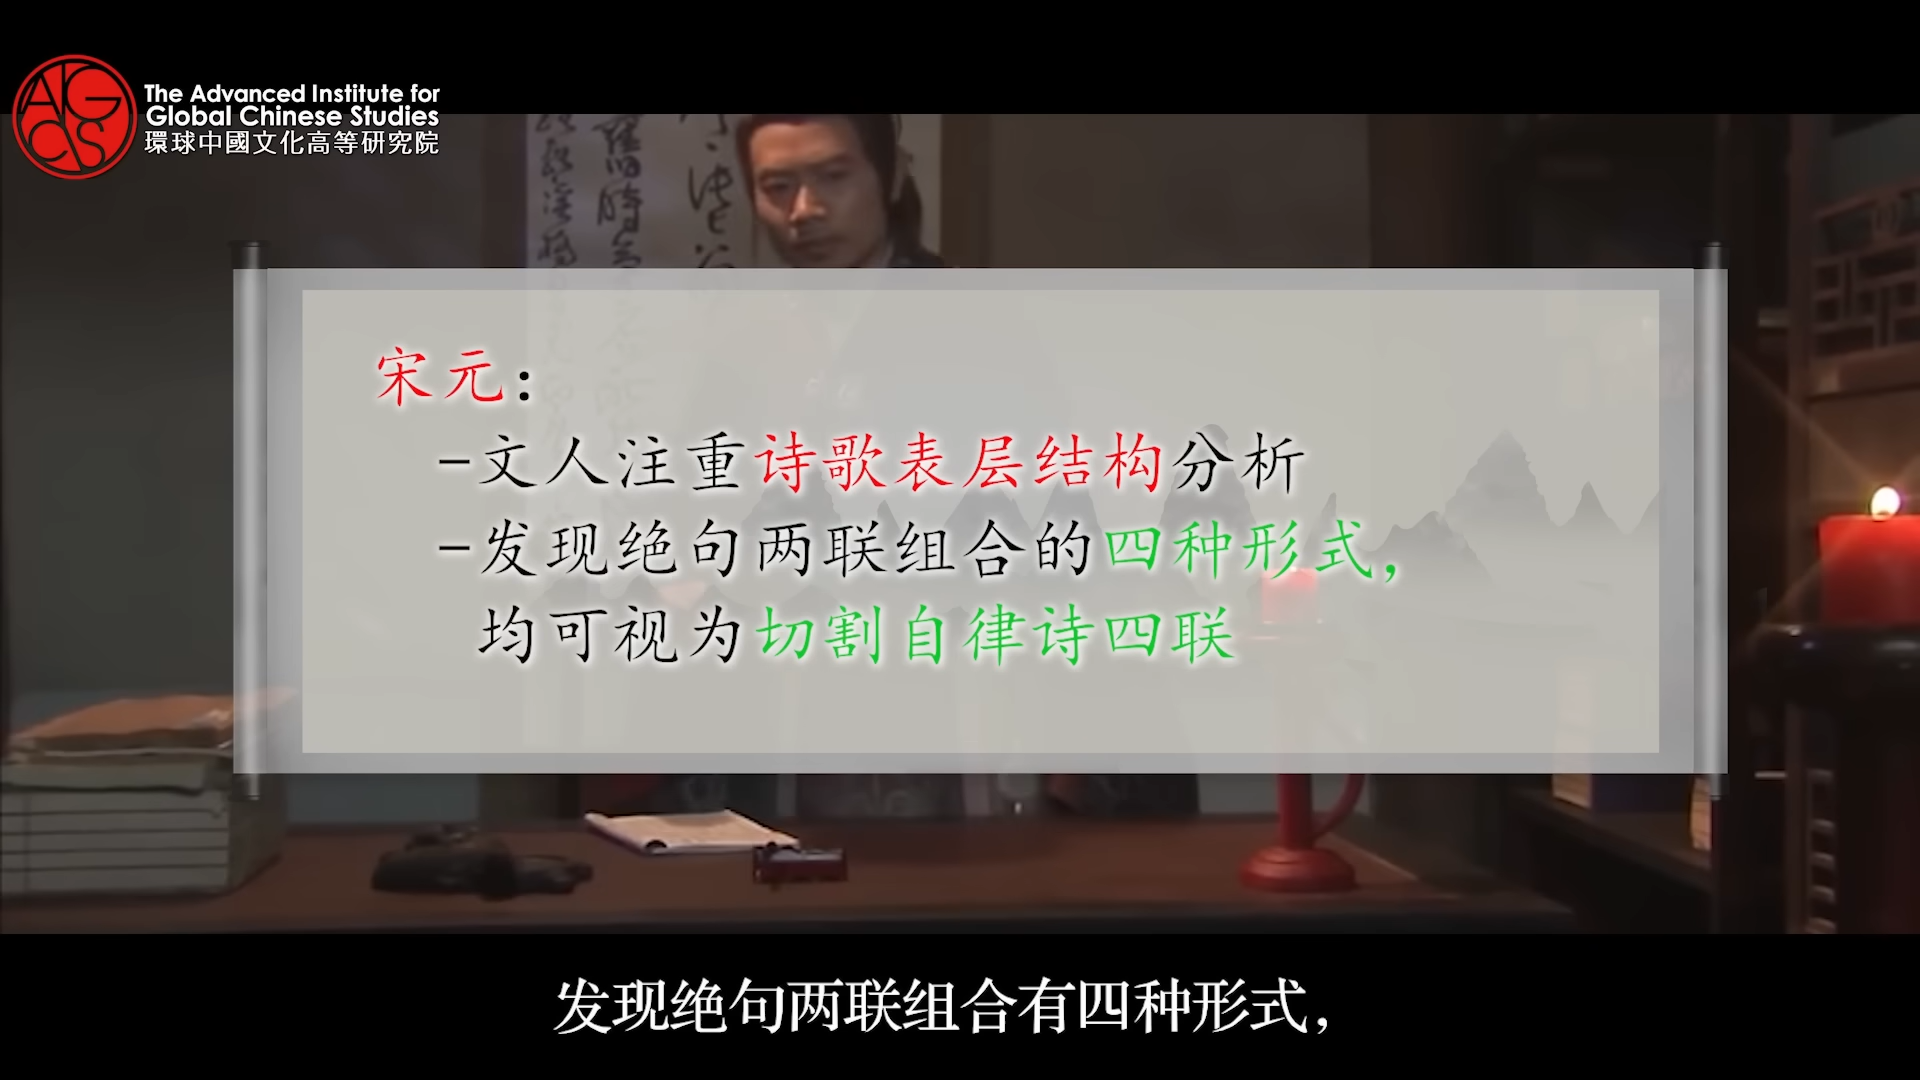 The Advanced Institute for
Global Chinese Studies
環球中國文化高等研究院
宋元：
-文人注重诗歌表层结构分析
-发现绝句两联组合的四种形式，
均可视为切割自律诗四联
发现绝句两联组合有四种形式，